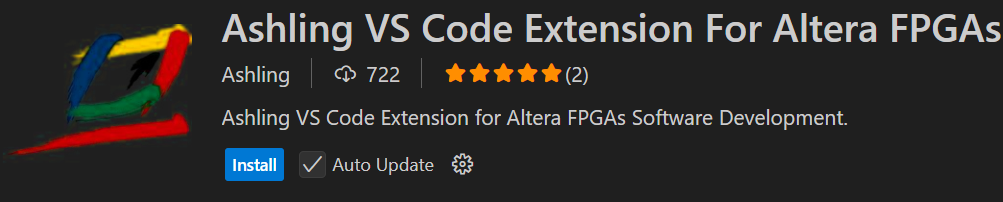 Ashling VS Code Extension For Altera FPGAs
Ashling 722 (2)
Ashling VS Code Extension for Altera FPGAs Software Development.
Install Auto Update